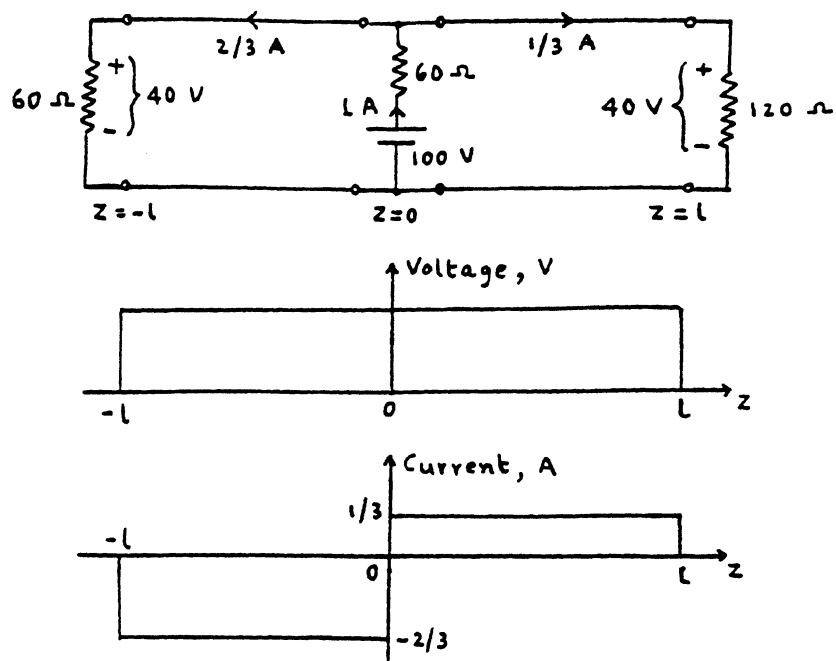 2/3 A 1/3 A
60 Ω + 40 V - 60 Ω 1 A 100 V 40 V + - 120 Ω
z=-l z=0 z=l
Voltage, V
-l 0 l z
Current, A
1/3
-l 0 l z
-2/3